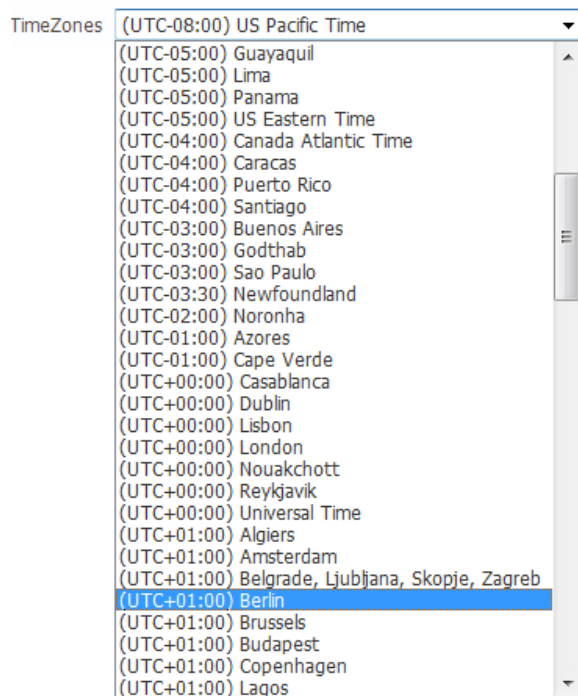 TimeZones (UTC-08:00) US Pacific Time
(UTC-05:00) Guayaquil
(UTC-05:00) Lima
(UTC-05:00) Panama
(UTC-05:00) US Eastern Time
(UTC-04:00) Canada Atlantic Time
(UTC-04:00) Caracas
(UTC-04:00) Puerto Rico
(UTC-04:00) Santiago
(UTC-03:00) Buenos Aires
(UTC-03:00) Godthab
(UTC-03:00) Sao Paulo
(UTC-03:30) Newfoundland
(UTC-02:00) Noronha
(UTC-01:00) Azores
(UTC-01:00) Cape Verde
(UTC+00:00) Casablanca
(UTC+00:00) Dublin
(UTC+00:00) Lisbon
(UTC+00:00) London
(UTC+00:00) Nouakchott
(UTC+00:00) Reykjavik
(UTC+00:00) Universal Time
(UTC+01:00) Algiers
(UTC+01:00) Amsterdam
(UTC+01:00) Belgrade, Ljubljana, Skopje, Zagreb
(UTC+01:00) Berlin
(UTC+01:00) Brussels
(UTC+01:00) Budapest
(UTC+01:00) Copenhagen
(UTC+01:00) Lagos